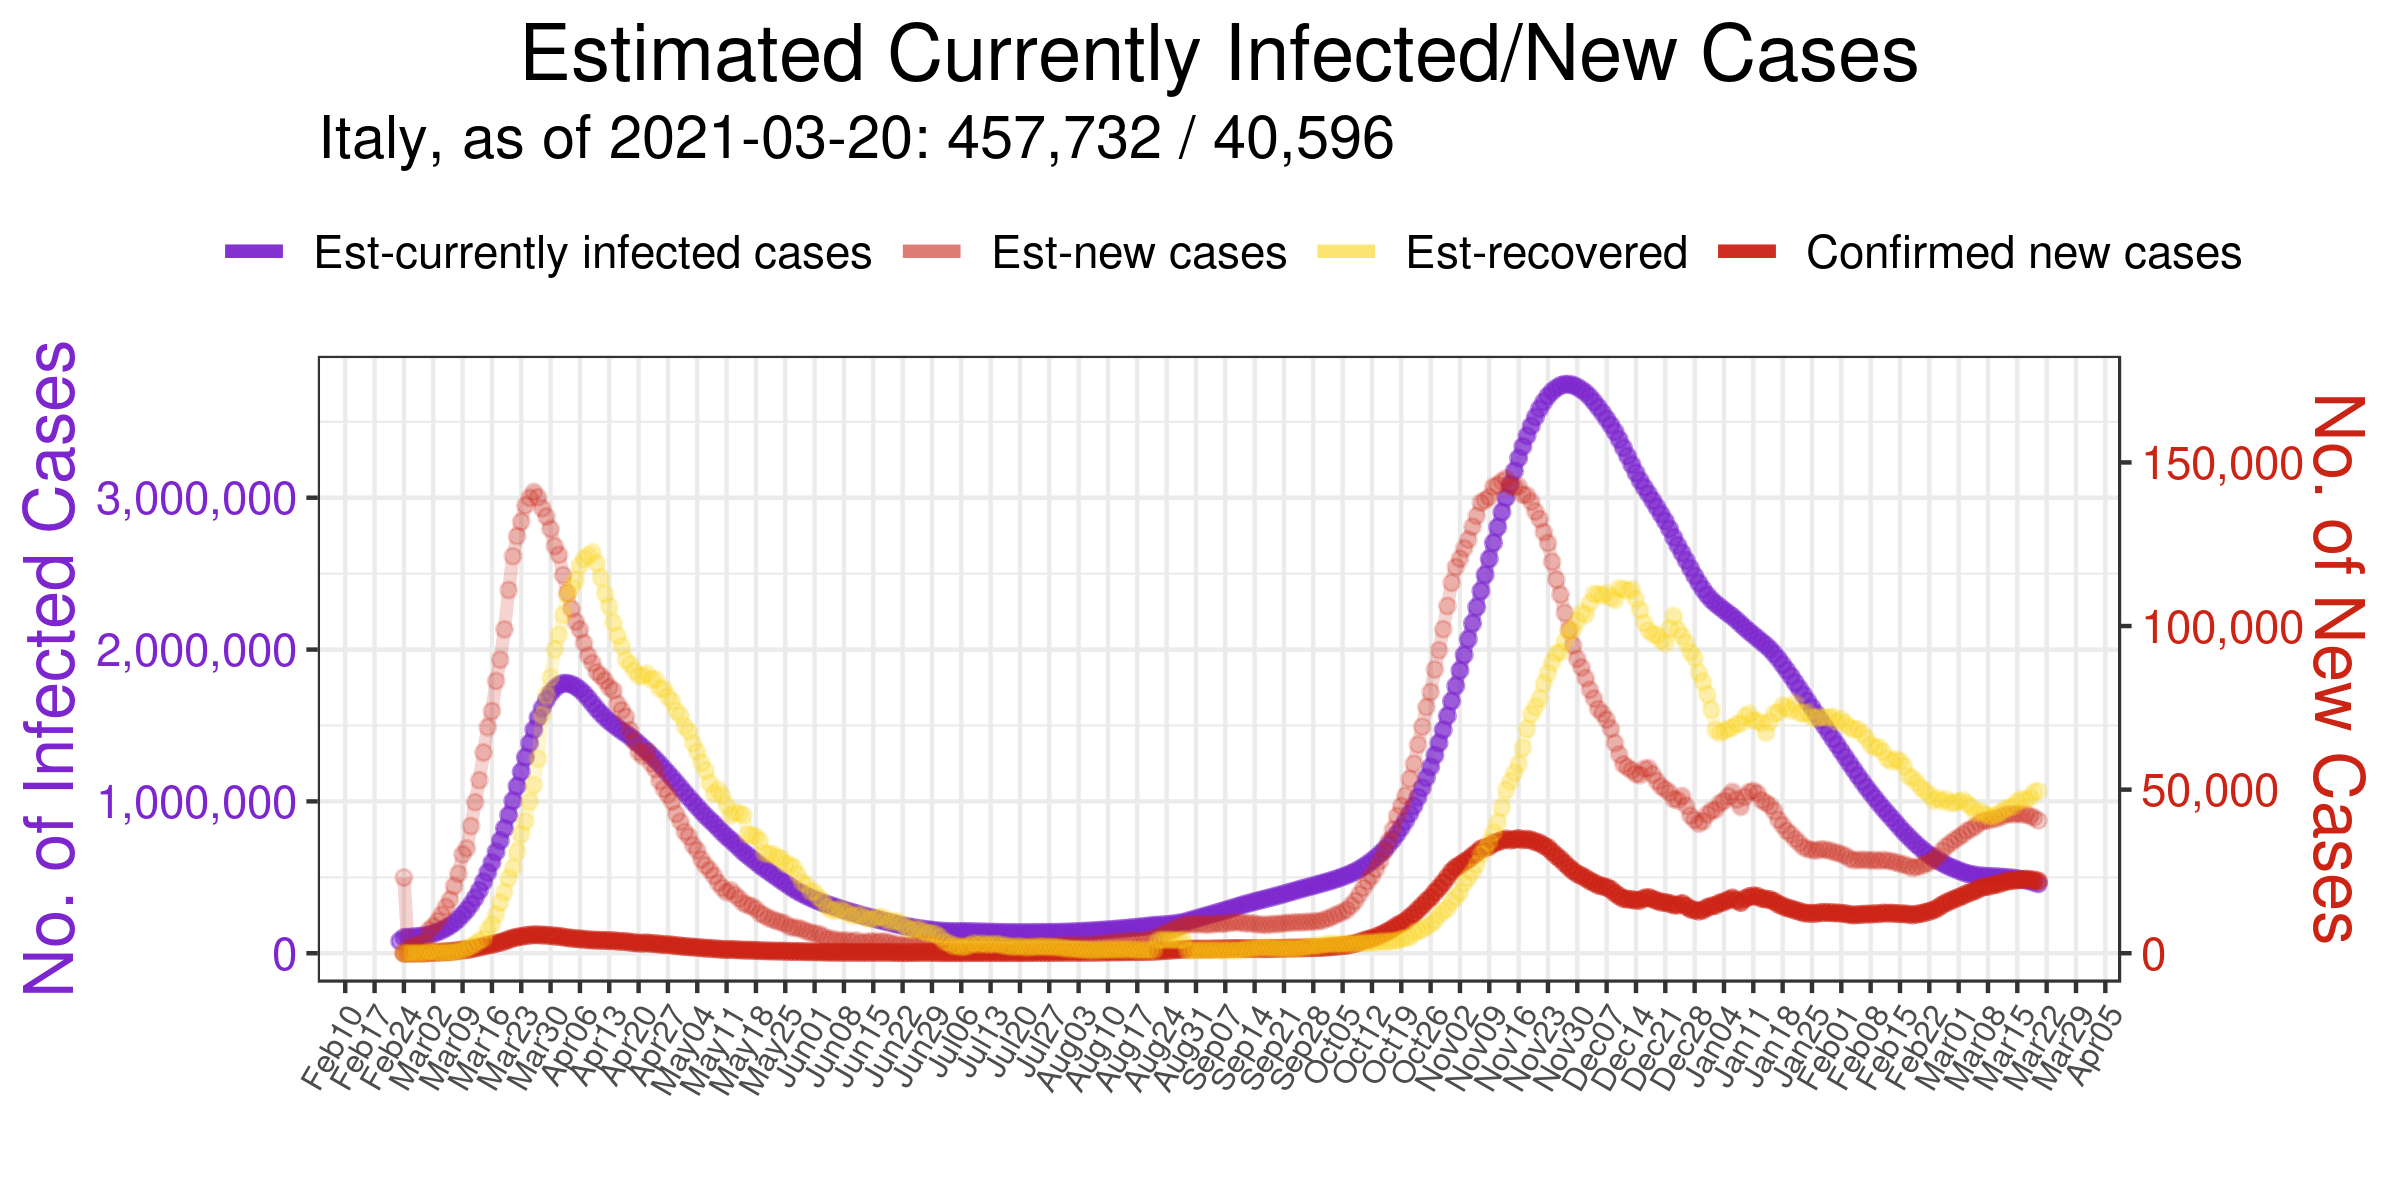 Estimated Currently Infected/New Cases
Italy, as of 2021-03-20: 457,732 / 40,596
Est-currently infected cases Est-new cases Est-recovered Confirmed new cases
No. of Infected Cases
3,000,000
2,000,000
1,000,000
0
150,000
100,000
50,000
0
No. of New Cases
Feb10 Feb17 Feb24 Mar02 Mar09 Mar16 Mar23 Mar30 Apr06 Apr13 Apr20 Apr27 May04 May11 May18 May25 Jun01 Jun08 Jun15 Jun22 Jun29 Jul06 Jul13 Jul20 Jul27 Aug03 Aug10 Aug17 Aug24 Aug31 Sep07 Sep14 Sep21 Sep28 Oct05 Oct12 Oct19 Oct26 Nov02 Nov09 Nov16 Nov23 Nov30 Dec07 Dec14 Dec21 Dec28 Jan04 Jan11 Jan18 Jan25 Feb01 Feb08 Feb15 Feb22 Mar01 Mar08 Mar15 Mar22 Mar29 Apr05